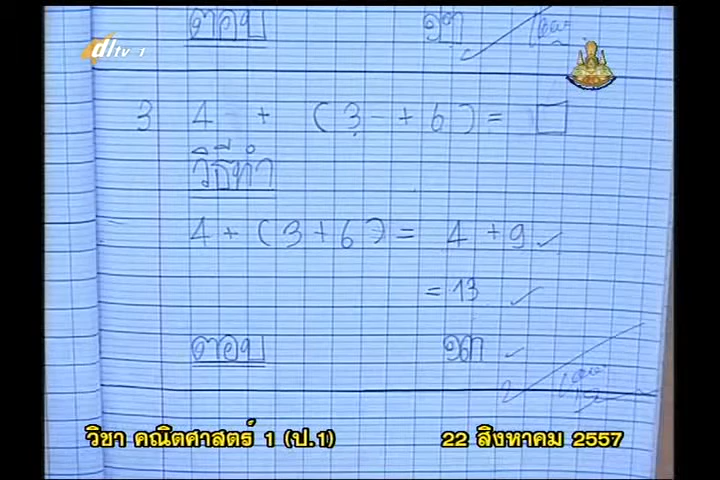 dltv 1
ตอบ ๑๗
3 4 + (3 + 6) = □
วิธีทำ
4 + (3 + 6) = 4 + 9 ✓
= 13 ✓
ตอบ ๑๓ ✓
วิชา คณิตศาสตร์ 1 (ป.1) 22 สิงหาคม 2557